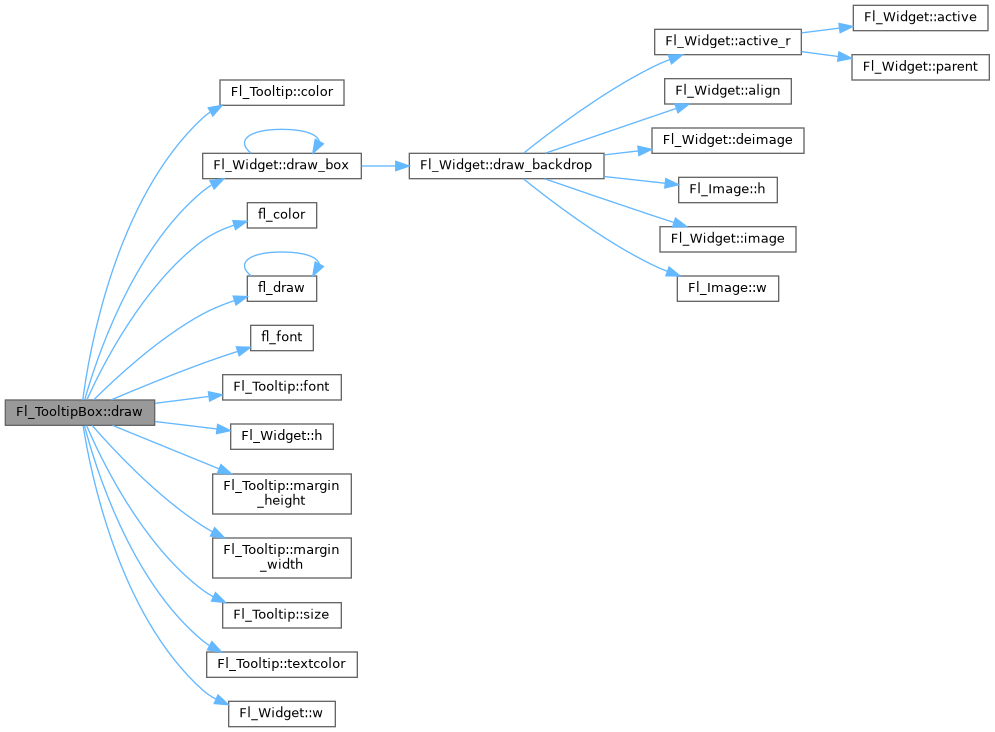 Fl_TooltipBox::draw
Fl_Tooltip::color
Fl_Widget::draw_box
Fl_Widget::draw_backdrop
Fl_Widget::active_r
Fl_Widget::active
Fl_Widget::parent
Fl_Widget::align
Fl_Widget::deimage
Fl_Image::h
Fl_Widget::image
Fl_Image::w
fl_color
fl_draw
fl_font
Fl_Tooltip::font
Fl_Widget::h
Fl_Tooltip::margin
_height
Fl_Tooltip::margin
_width
Fl_Tooltip::size
Fl_Tooltip::textcolor
Fl_Widget::w